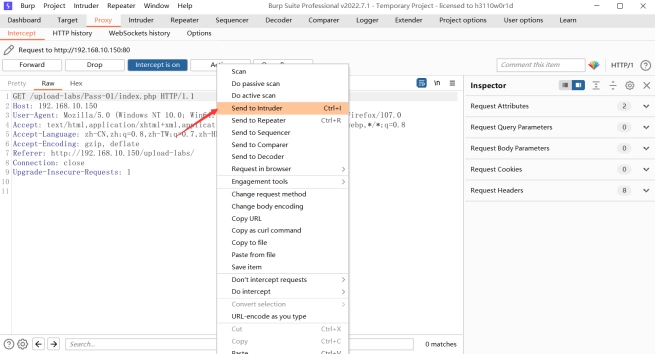 Burp Project Intruder Repeater Window Help Burp Suite Professional v2022.7.1 - Temporary Project - licensed to h3110w0r1d
Dashboard Target Proxy Intruder Repeater Sequencer Decoder Comparer Logger Extender Project options User options Learn
Intercept HTTP history WebSockets history Options
Request to http://192.168.10.150:80
Forward Drop Intercept is on Comment this item HTTP/1
Pretty Raw Hex \n Inspector
1 GET /upload-labs/Pass-01/index.php HTTP/1.1
2 Host: 192.168.10.150
3 User-Agent: Mozilla/5.0 (Windows NT 10.0; Firefox/107.0
4 Accept: text/html,application/xhtml+xml,applicat ebp,*/*;q=0.8
5 Accept-Language: zh-CN,zh;q=0.8,zh-TW;q=0.7,zh-H
6 Accept-Encoding: gzip, deflate
7 Referer: http://192.168.10.150/upload-labs/
8 Connection: close
9 Upgrade-Insecure-Requests: 1
10
11
Scan
Do passive scan
Do active scan
Send to Intruder Ctrl+I
Send to Repeater Ctrl+R
Send to Sequencer
Send to Comparer
Send to Decoder
Request in browser
Engagement tools
Change request method
Change body encoding
Copy URL
Copy as curl command
Copy to file
Paste from file
Save item
Don't intercept requests
Do intercept
Convert selection
URL-encode as you type
Cut Ctrl+X
Copy Ctrl+C
Paste Ctrl+V
Request Attributes 2
Request Query Parameters 0
Request Body Parameters 0
Request Cookies 0
Request Headers 8
Search... 0 matches